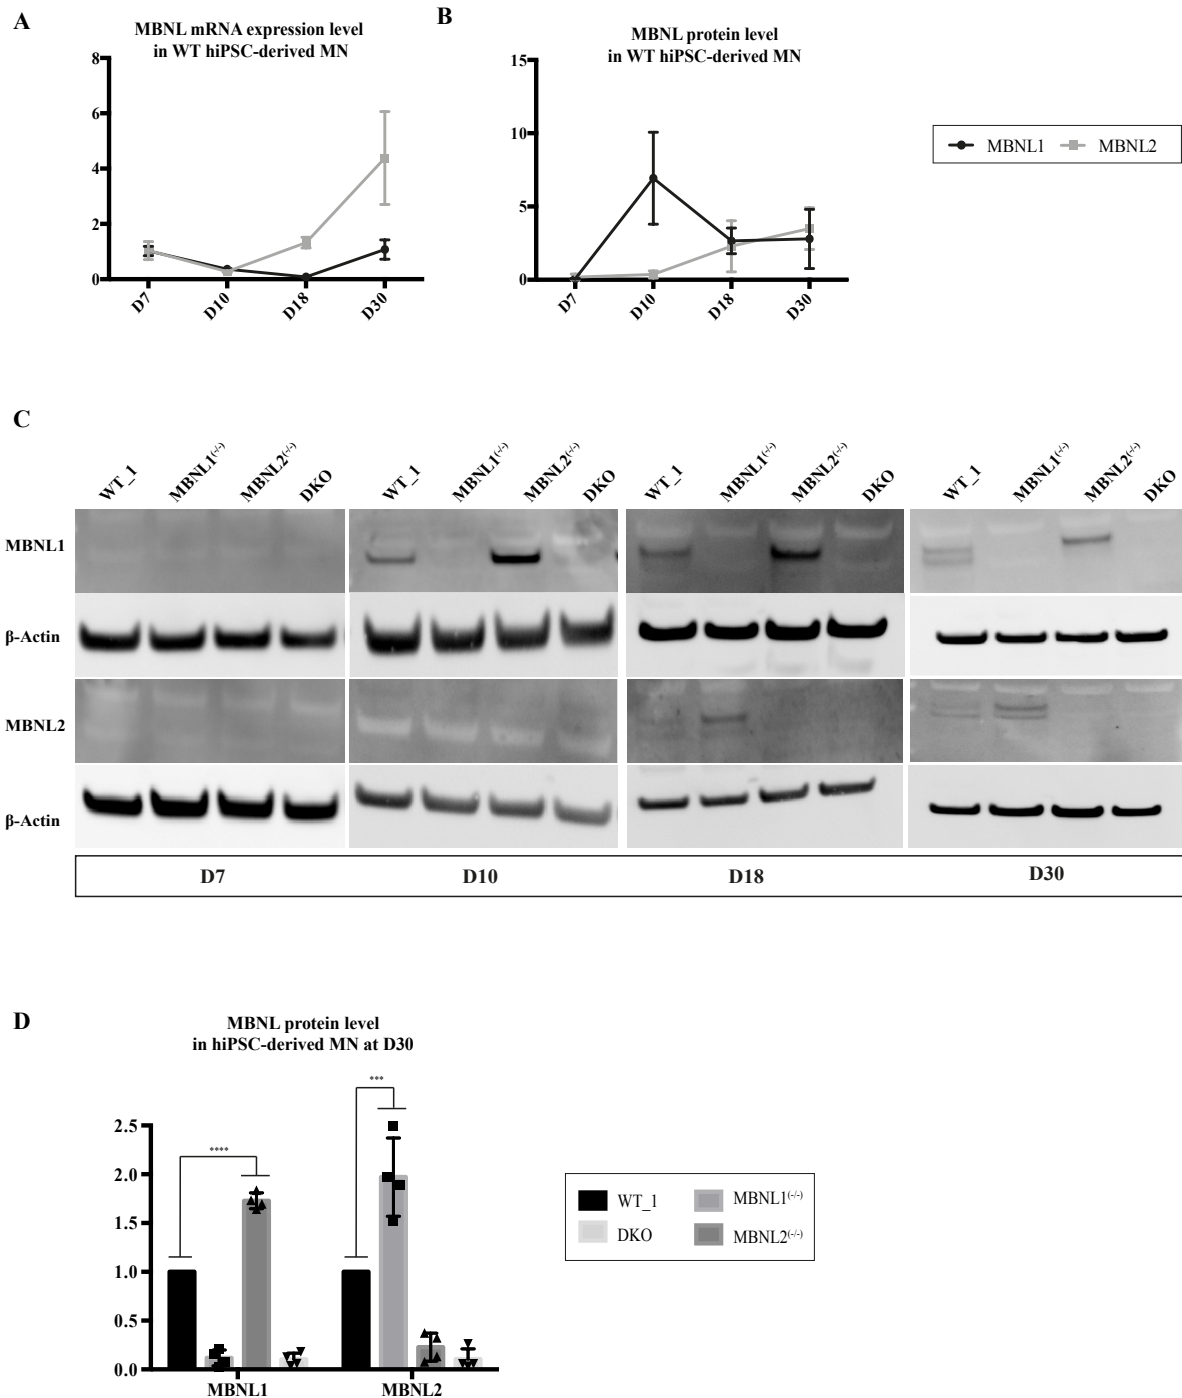 A
MBNL mRNA expression level
in WT hiPSC-derived MN
8
6
4
2
0
D7 D10 D18 D30
B
MBNL protein level
in WT hiPSC-derived MN
15
10
5
0
D7 D10 D18 D30
MBNL1 MBNL2
C
WT_1 MBNL1(-/-) MBNL2(-/-) DKO WT_1 MBNL1(-/-) MBNL2(-/-) DKO WT_1 MBNL1(-/-) MBNL2(-/-) DKO WT_1 MBNL1(-/-) MBNL2(-/-) DKO
MBNL1
β-Actin
MBNL2
β-Actin
D7 D10 D18 D30
D
MBNL protein level
in hiPSC-derived MN at D30
***
****
2.5
2.0
1.5
1.0
0.5
0.0
MBNL1 MBNL2
WT_1 MBNL1(-/-)
DKO MBNL2(-/-)